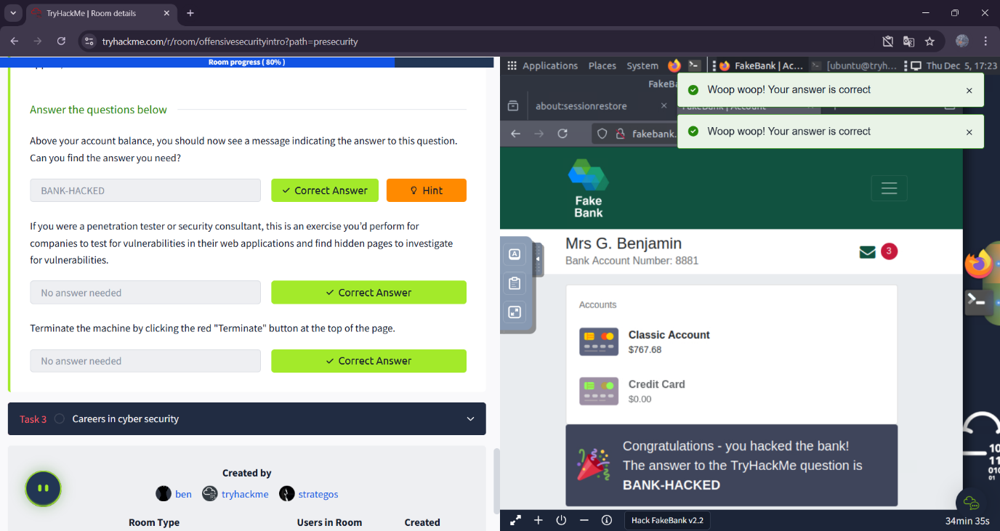 TryHackMe | Room details
tryhackme.com/r/room/offensivesecurityintro?path=presecurity
Room progress ( 80% )
Answer the questions below
Above your account balance, you should now see a message indicating the answer to this question.
Can you find the answer you need?
BANK-HACKED
Correct Answer
Hint
If you were a penetration tester or security consultant, this is an exercise you'd perform for
companies to test for vulnerabilities in their web applications and find hidden pages to investigate
for vulnerabilities.
No answer needed
Correct Answer
Terminate the machine by clicking the red "Terminate" button at the top of the page.
No answer needed
Correct Answer
Task 3
Careers in cyber security
Created by
ben
tryhackme
strategos
Room Type
Users in Room
Created
Applications Places System
FakeBank | Ac...
[ubuntu@tryh...
Thu Dec 5, 17:23
FakeBa
Woop woop! Your answer is correct
about:sessionrestore
FakeBank | Account
Woop woop! Your answer is correct
fakebank.
Fake
Bank
Mrs G. Benjamin
Bank Account Number: 8881
3
Accounts
Classic Account
$767.68
Credit Card
$0.00
Congratulations - you hacked the bank!
The answer to the TryHackMe question is
BANK-HACKED
Hack FakeBank v2.2
34min 35s